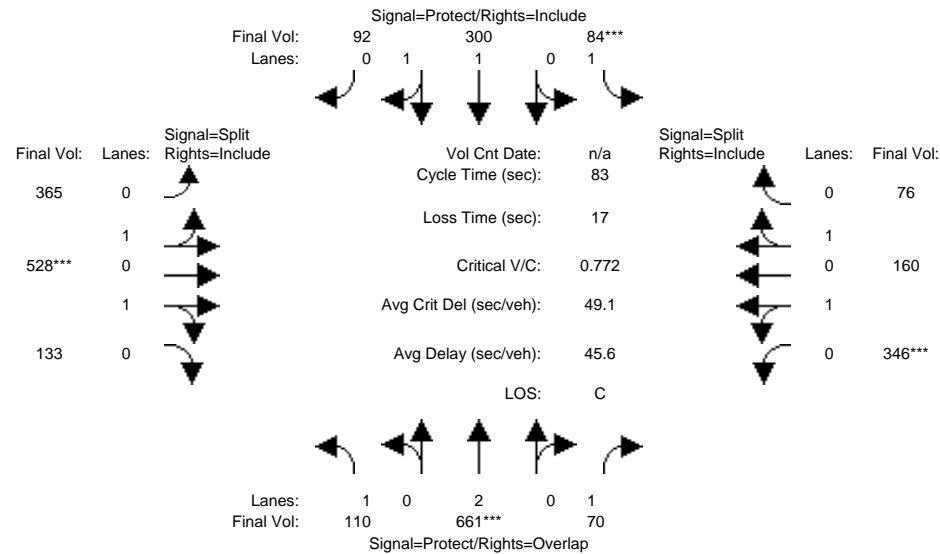 Signal=Protect/Rights=Include
Final Vol: 92 300 84***
Lanes: 0 1 1 0 1
Signal=Split
Final Vol: Lanes: Rights=Include
Vol Cnt Date: n/a
Signal=Split
Rights=Include Lanes: Final Vol:
Cycle Time (sec): 83
365 0
0 76
Loss Time (sec): 17
1
1
528*** 0
Critical V/C: 0.772
0 160
1
Avg Crit Del (sec/veh): 49.1
1
133 0
Avg Delay (sec/veh): 45.6
0 346***
LOS: C
Lanes: 1 0 2 0 1
Final Vol: 110 661*** 70
Signal=Protect/Rights=Overlap